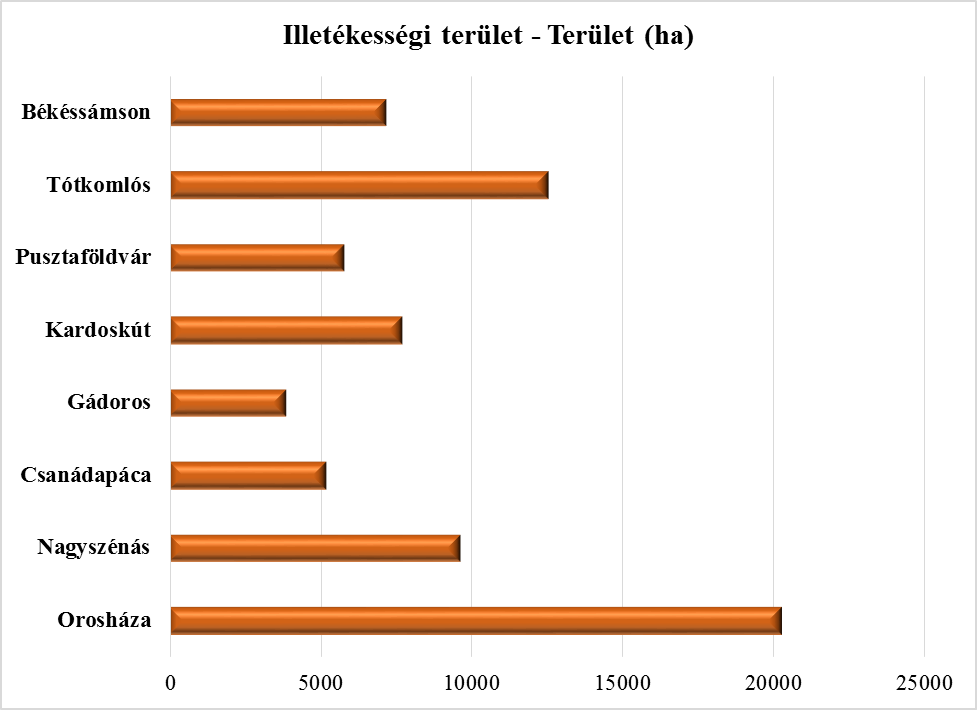 Illetékességi terület - Terület (ha)
Békéssámson
Tótkomlós
Pusztaföldvár
Kardoskút
Gádoros
Csanádapáca
Nagyszénás
Orosháza
0 5000 10000 15000 20000 25000